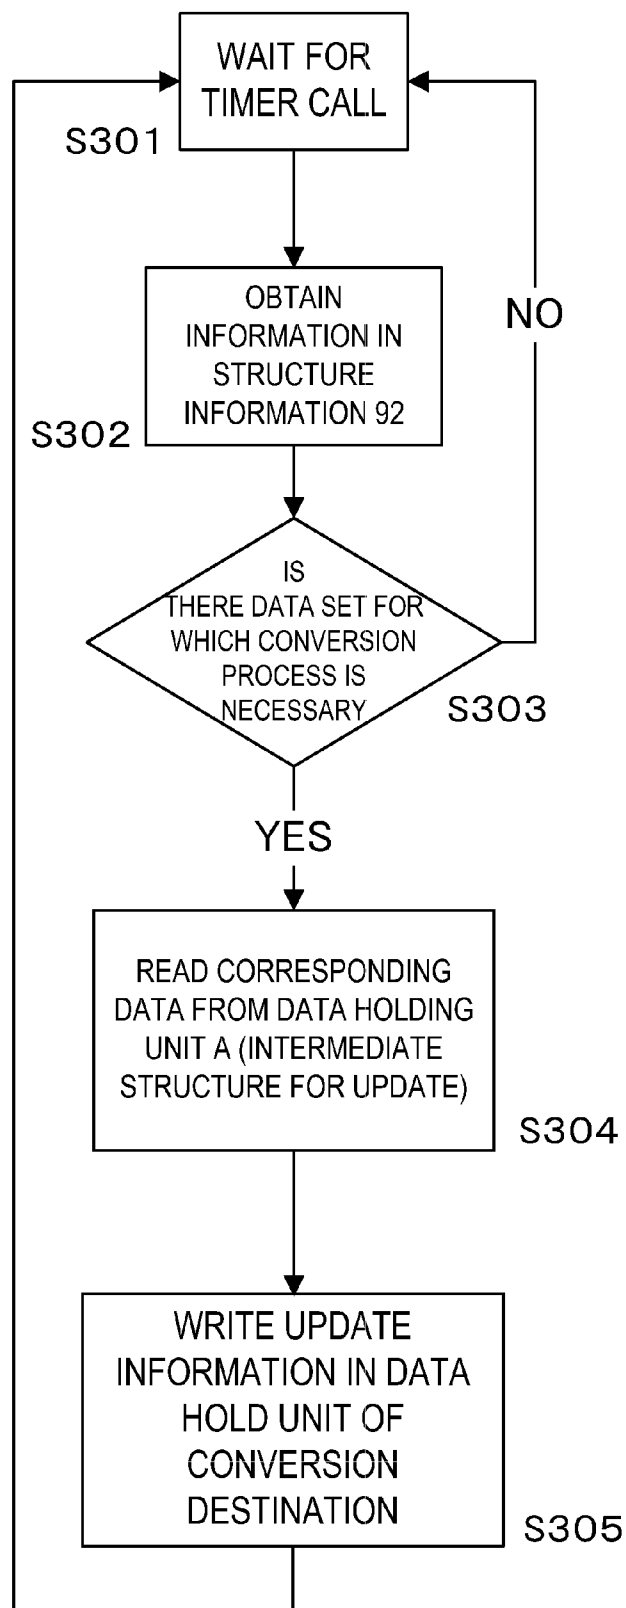 WAIT FOR
TIMER CALL
S301
OBTAIN
INFORMATION IN
STRUCTURE
INFORMATION 92
S302
NO
IS
THERE DATA SET FOR
WHICH CONVERSION
PROCESS IS
NECESSARY
S303
YES
READ CORRESPONDING
DATA FROM DATA HOLDING
UNIT A (INTERMEDIATE
STRUCTURE FOR UPDATE)
S304
WRITE UPDATE
INFORMATION IN DATA
HOLD UNIT OF
CONVERSION
DESTINATION
S305